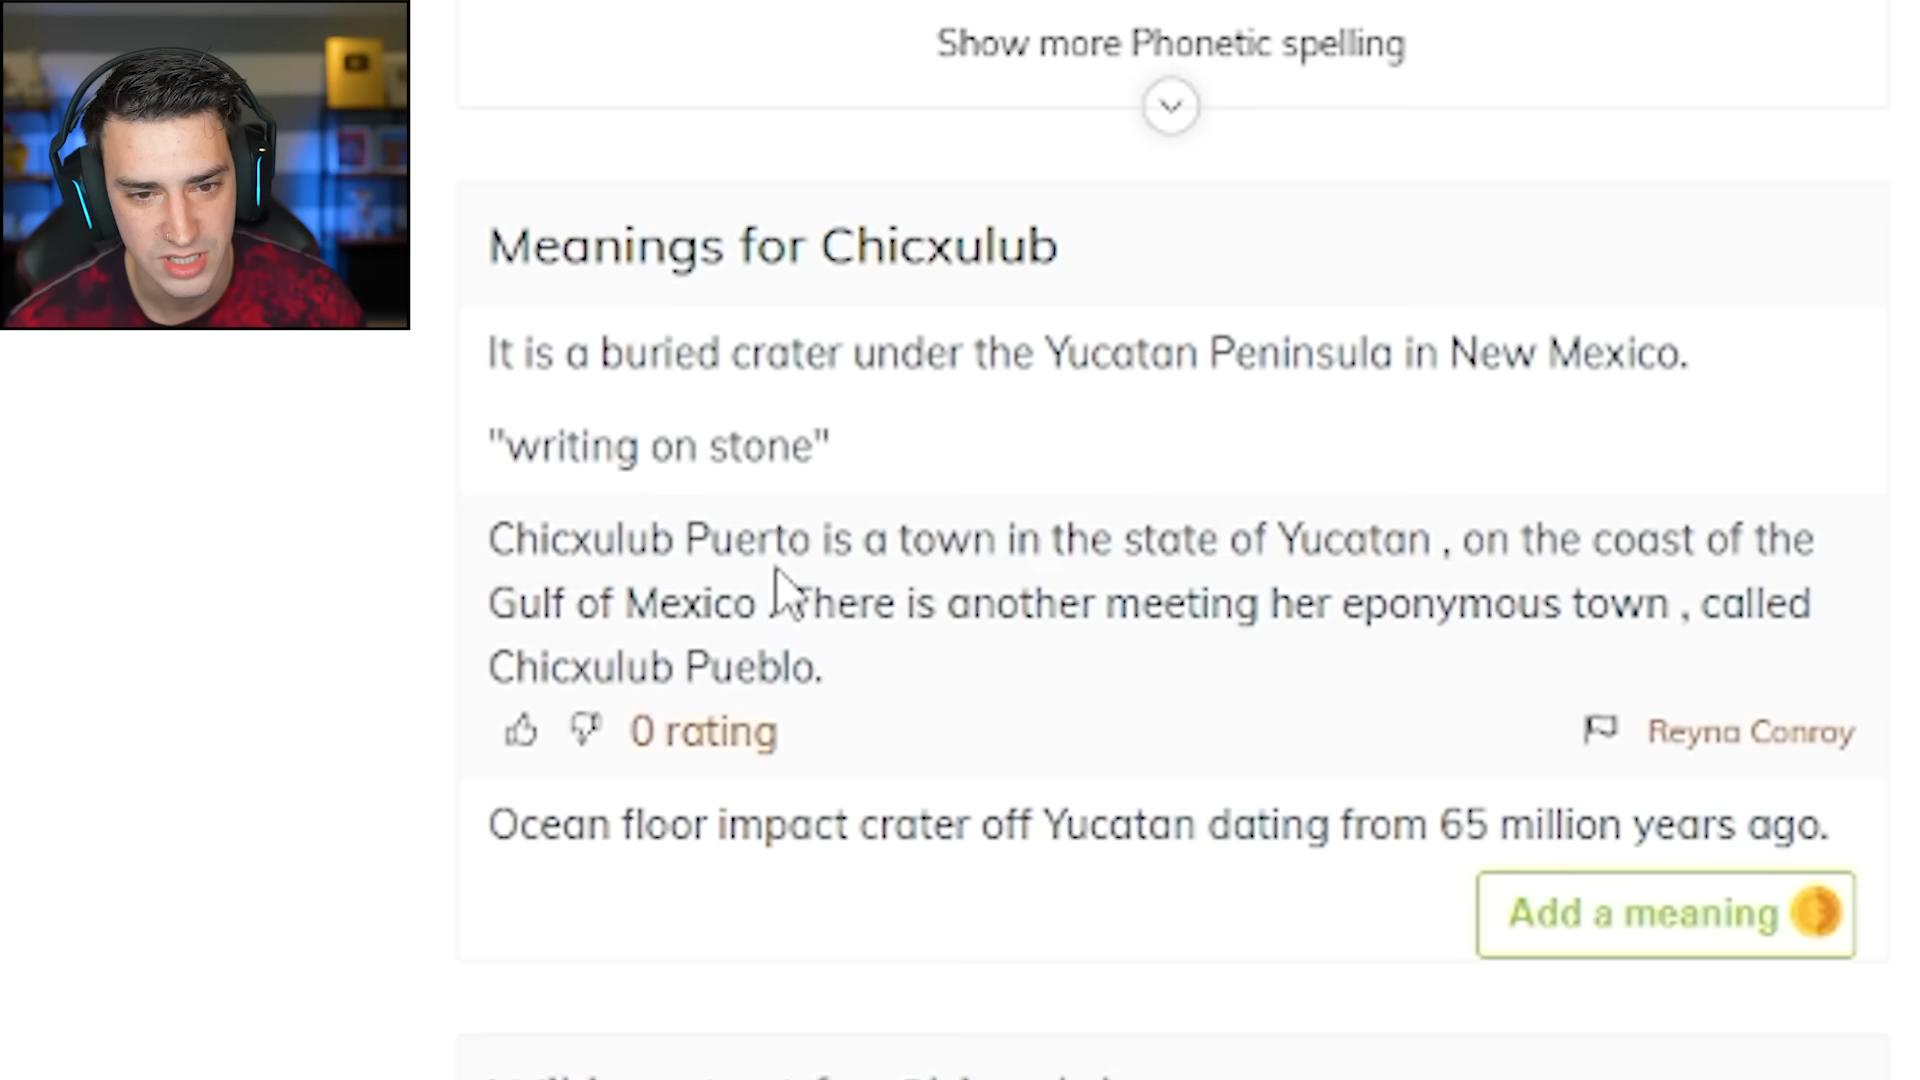 Show more Phonetic spelling
Meanings for Chicxulub
It is a buried crater under the Yucatan Peninsula in New Mexico.
"writing on stone"
Chicxulub Puerto is a town in the state of Yucatan , on the coast of the
Gulf of Mexico . There is another meeting her eponymous town , called
Chicxulub Pueblo.
0 rating
Reyna Conroy
Ocean floor impact crater off Yucatan dating from 65 million years ago.
Add a meaning